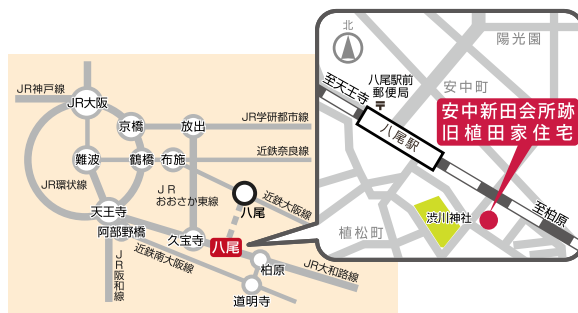 北
陽光園
安中町
至天王寺
八尾駅前
郵便局
〒
八尾駅
安中新田会所跡
旧植田家住宅
至柏原
渋川神社
植松町
JR神戸線
JR大阪
京橋
放出
JR学研都市線
難波
鶴橋
布施
近鉄奈良線
JR環状線
JR
おおさか東線
近鉄大阪線
八尾
天王寺
阿部野橋
久宝寺
八尾
近鉄南大阪線
柏原
JR大和路線
JR阪和線
道明寺